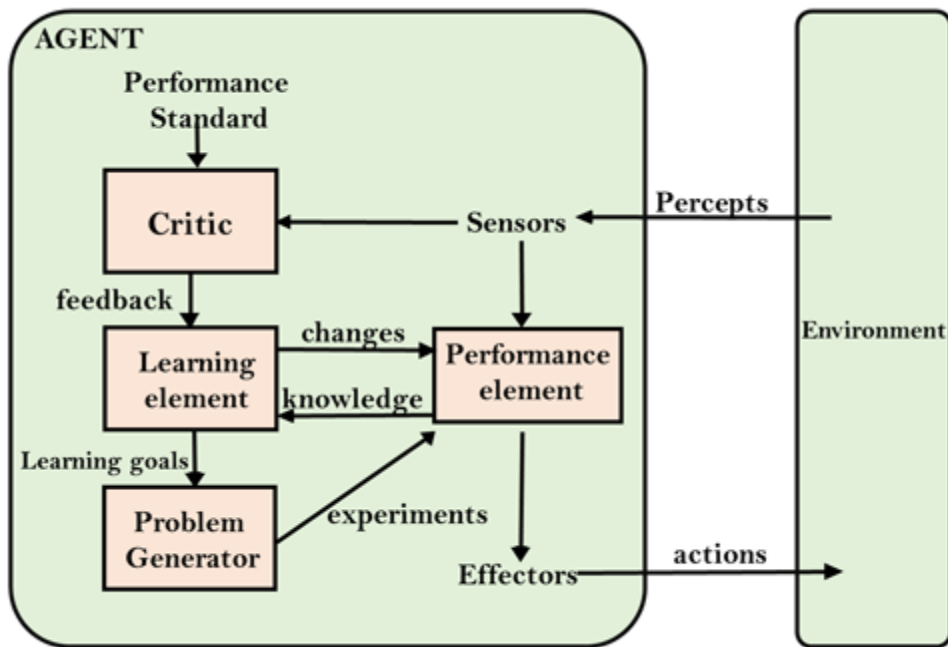 AGENT
Performance
Standard
Critic
Sensors
Percepts
feedback
changes
Learning
element
Performance
element
Environment
knowledge
Learning goals
Problem
Generator
experiments
Effectors
actions